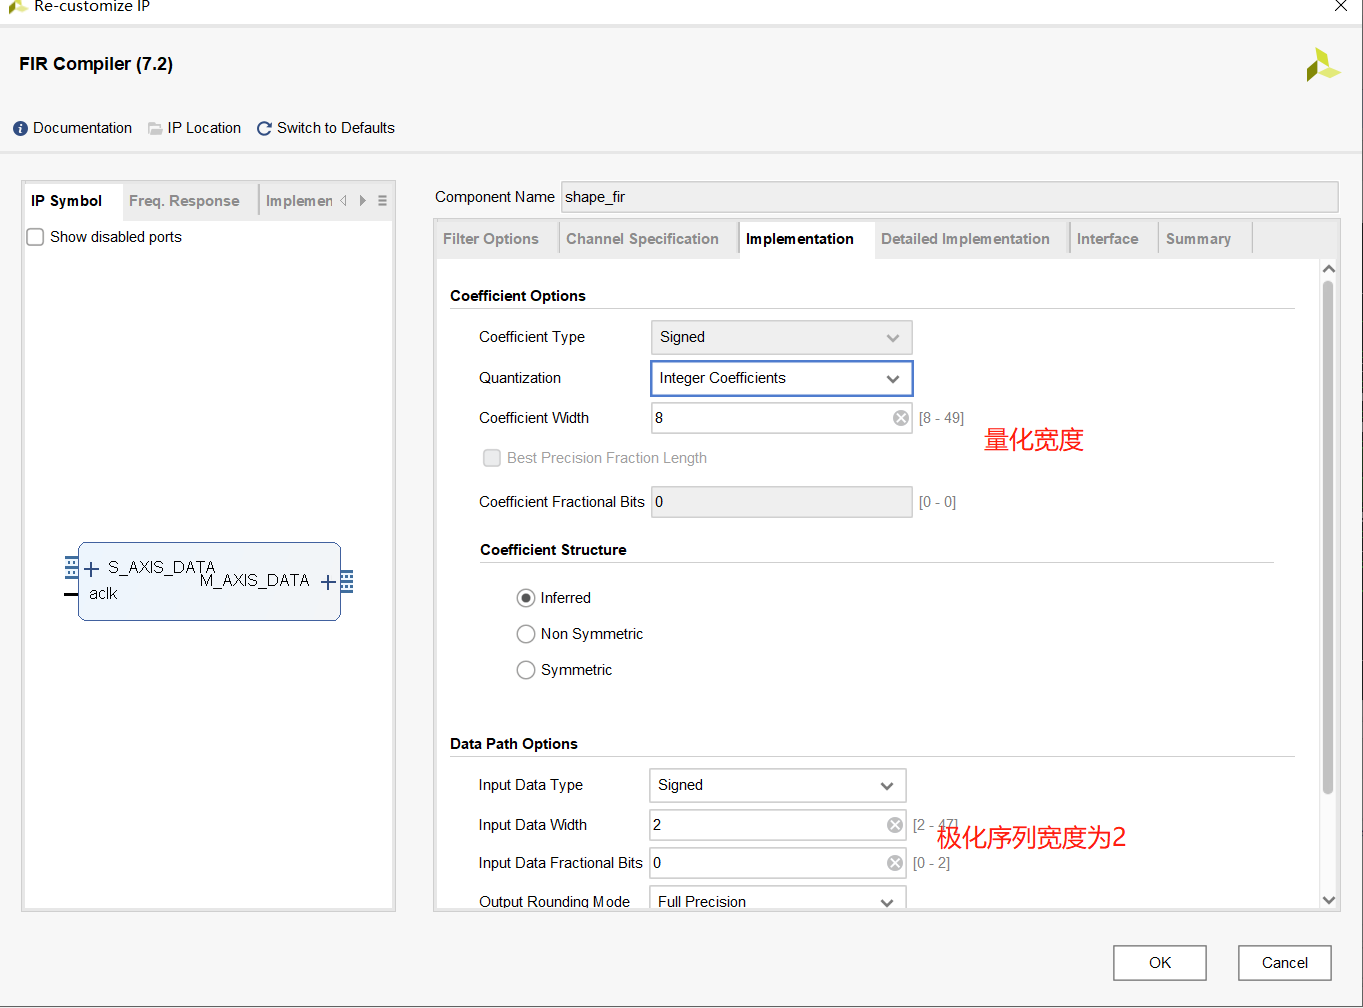 Re-customize IP
FIR Compiler (7.2)
Documentation IP Location Switch to Defaults
IP Symbol Freq. Response Implemen
Show disabled ports
S_AXIS_DATA
M_AXIS_DATA
aclk
Component Name shape_fir
Filter Options Channel Specification Implementation Detailed Implementation Interface Summary
Coefficient Options
Coefficient Type Signed
Quantization Integer Coefficients
Coefficient Width 8 [8 - 49]
量化宽度
Best Precision Fraction Length
Coefficient Fractional Bits 0 [0 - 0]
Coefficient Structure
Inferred
Non Symmetric
Symmetric
Data Path Options
Input Data Type Signed
Input Data Width 2 [2 - 47]
极化序列宽度为2
Input Data Fractional Bits 0 [0 - 2]
Output Rounding Mode Full Precision
OK Cancel